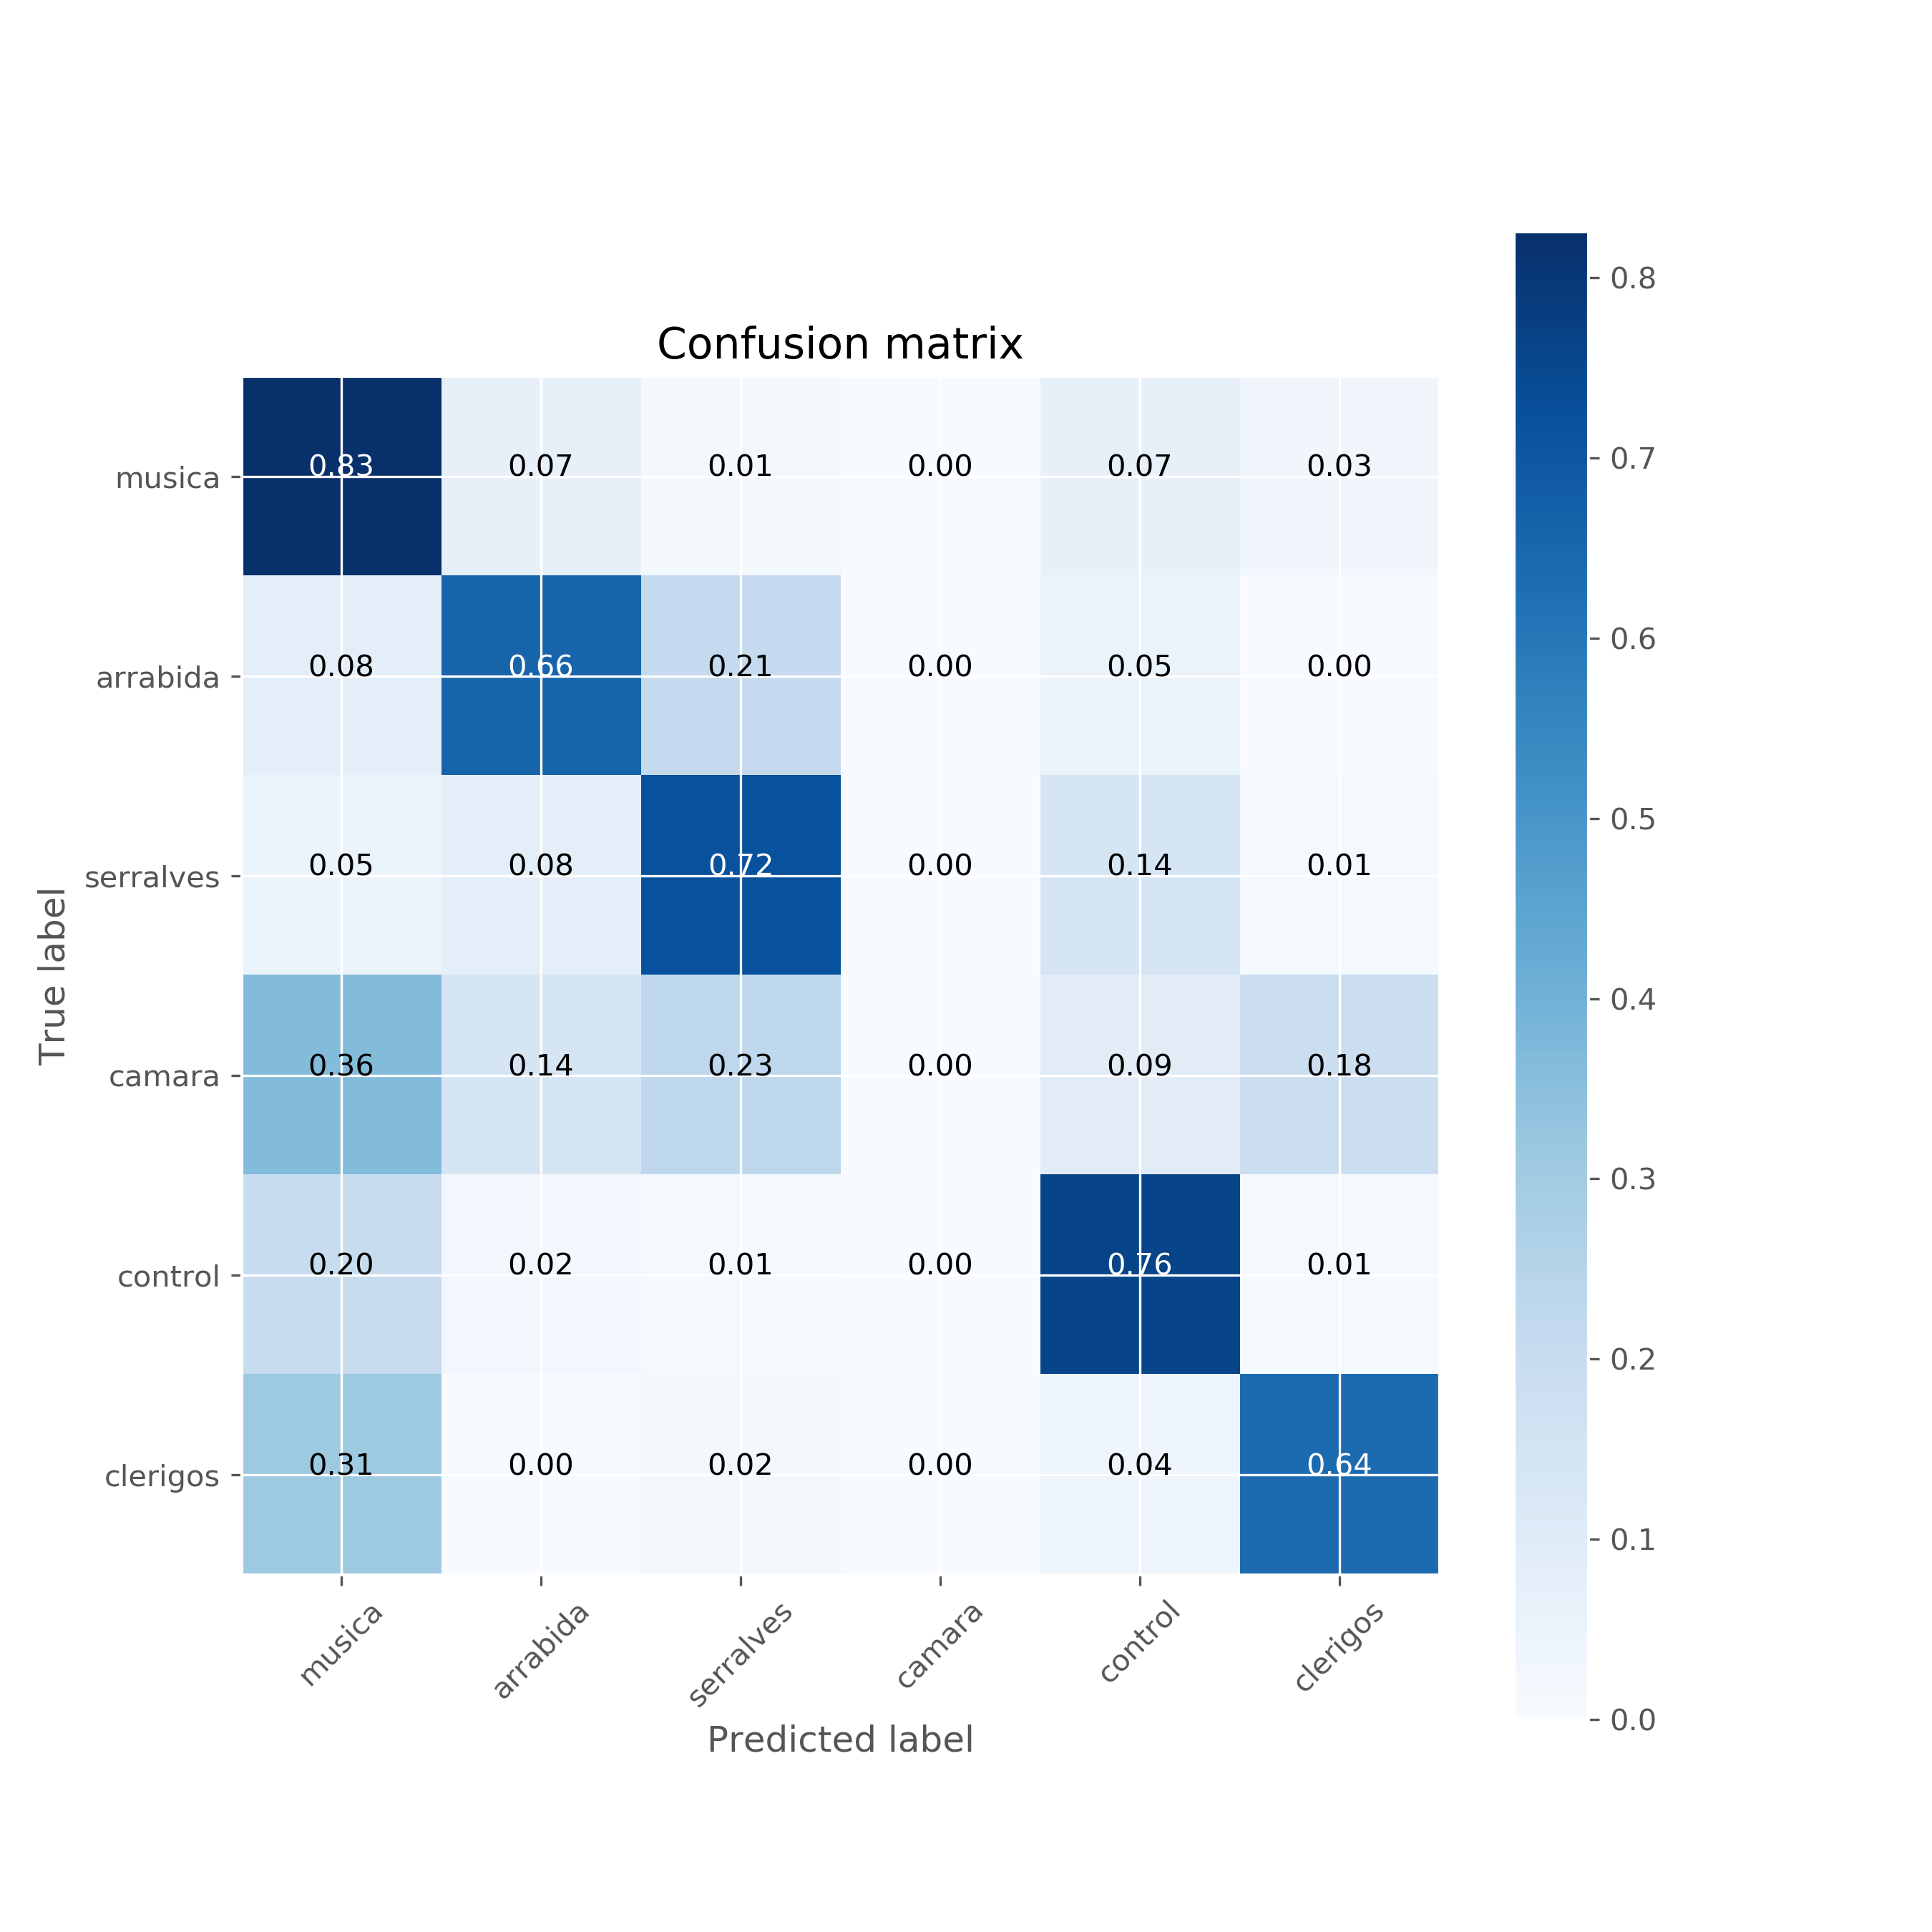 Confusion matrix
musica 0.83 0.07 0.01 0.00 0.07 0.03
arrabida 0.08 0.66 0.21 0.00 0.05 0.00
serralves 0.05 0.08 0.72 0.00 0.14 0.01
camara 0.36 0.14 0.23 0.00 0.09 0.18
control 0.20 0.02 0.01 0.00 0.76 0.01
clerigos 0.31 0.00 0.02 0.00 0.04 0.64
True label
musica arrabida serralves camara control clerigos
Predicted label
0.8
0.7
0.6
0.5
0.4
0.3
0.2
0.1
0.0